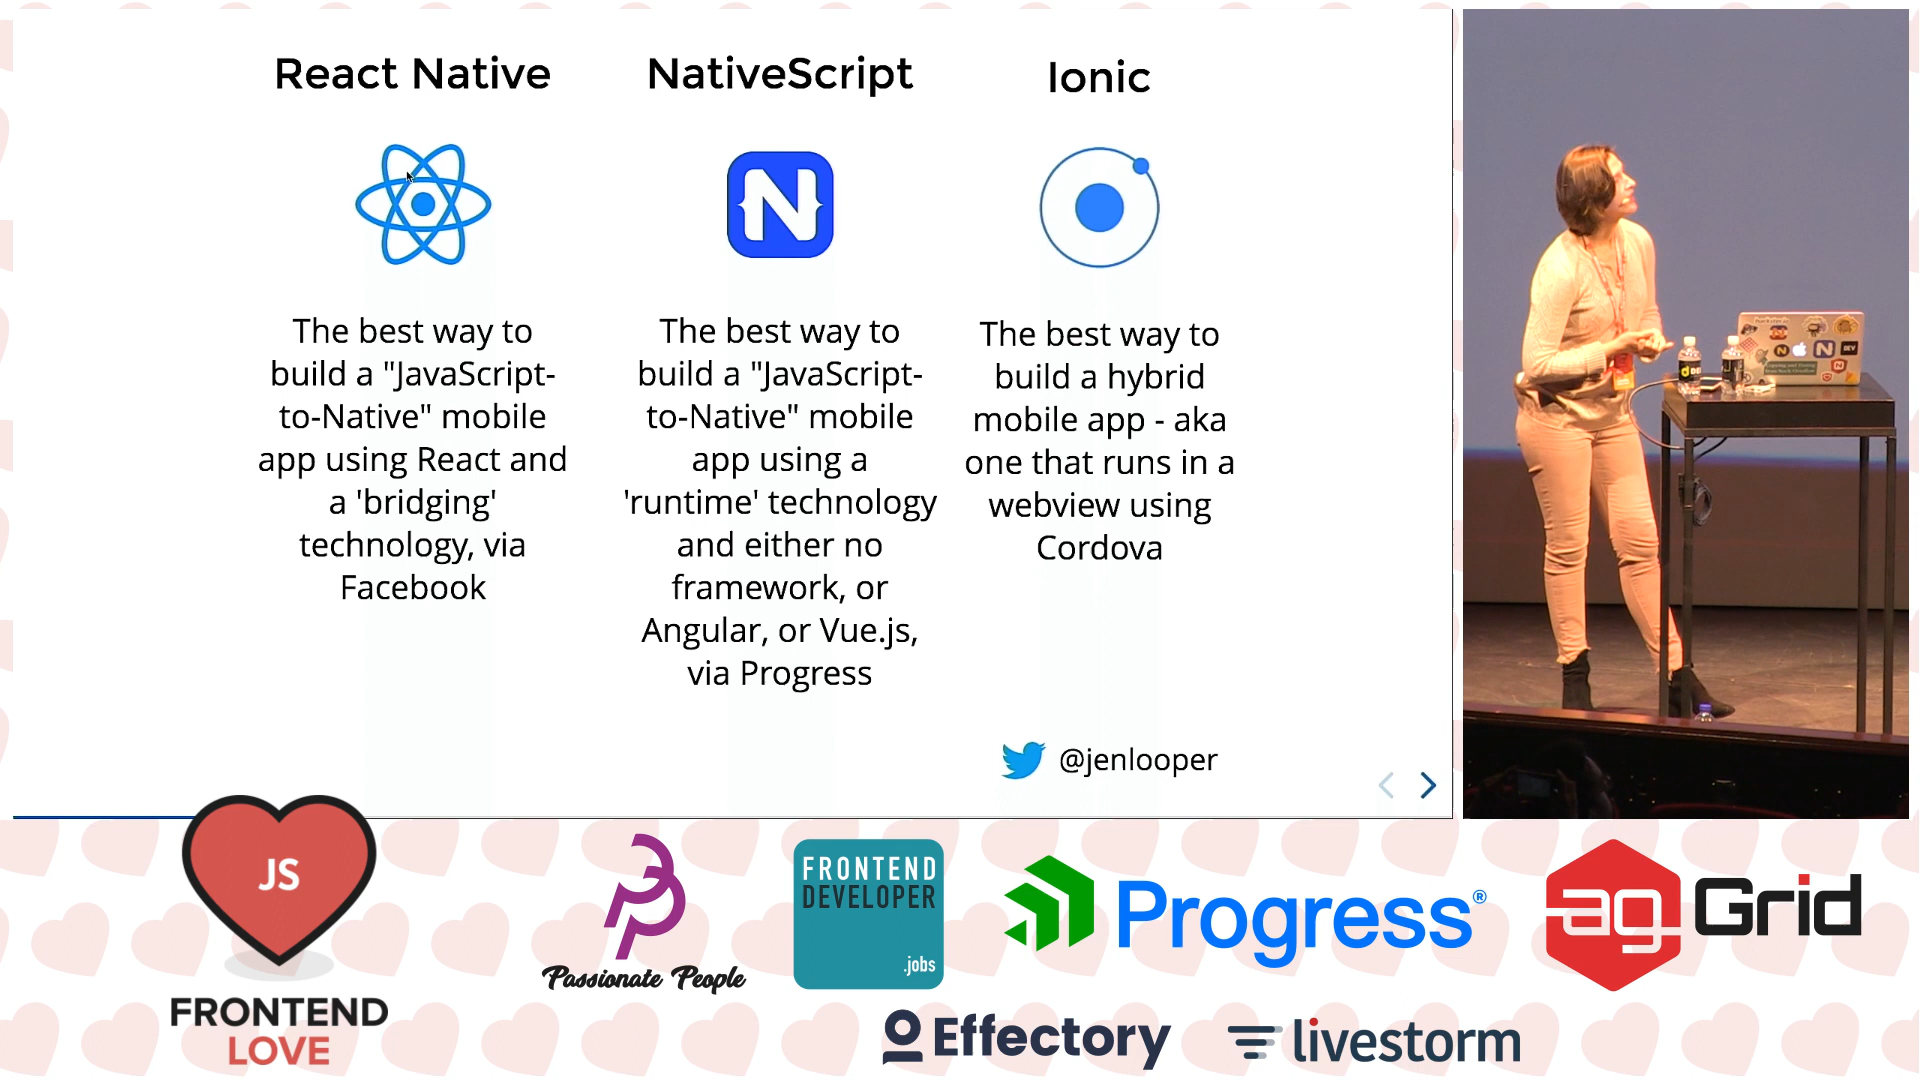 React Native
The best way to
build a "JavaScript-
to-Native" mobile
app using React and
a 'bridging'
technology, via
Facebook
NativeScript
The best way to
build a "JavaScript-
to-Native" mobile
app using a
'runtime' technology
and either no
framework, or
Angular, or Vue.js,
via Progress
Ionic
The best way to
build a hybrid
mobile app - aka
one that runs in a
webview using
Cordova
@jenlooper
DEV
JS
FRONTEND
LOVE
Passionate People
FRONTEND
DEVELOPER
.jobs
Progress®
ag Grid
Effectory
livestorm